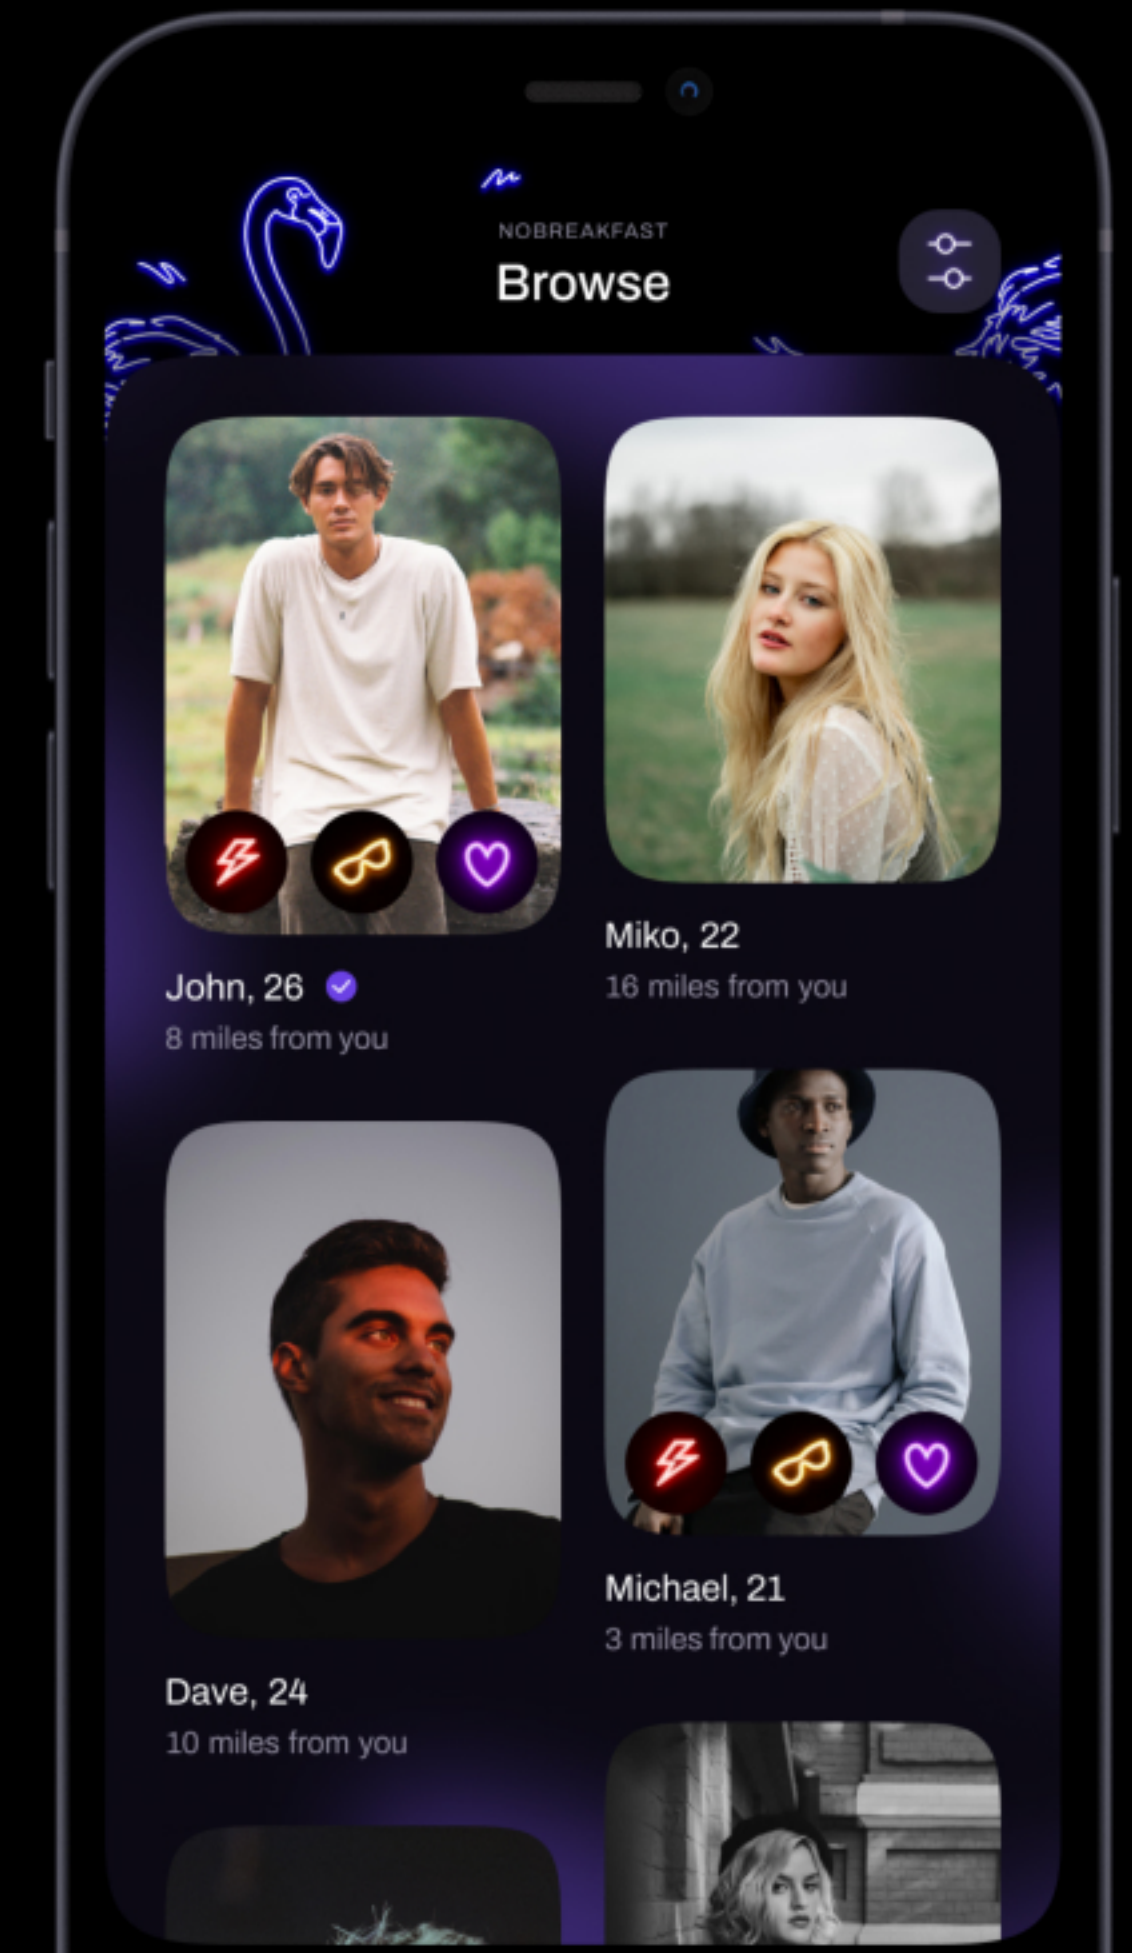 NOBREAKFAST
Browse
John, 26
8 miles from you
Miko, 22
16 miles from you
Dave, 24
10 miles from you
Michael, 21
3 miles from you